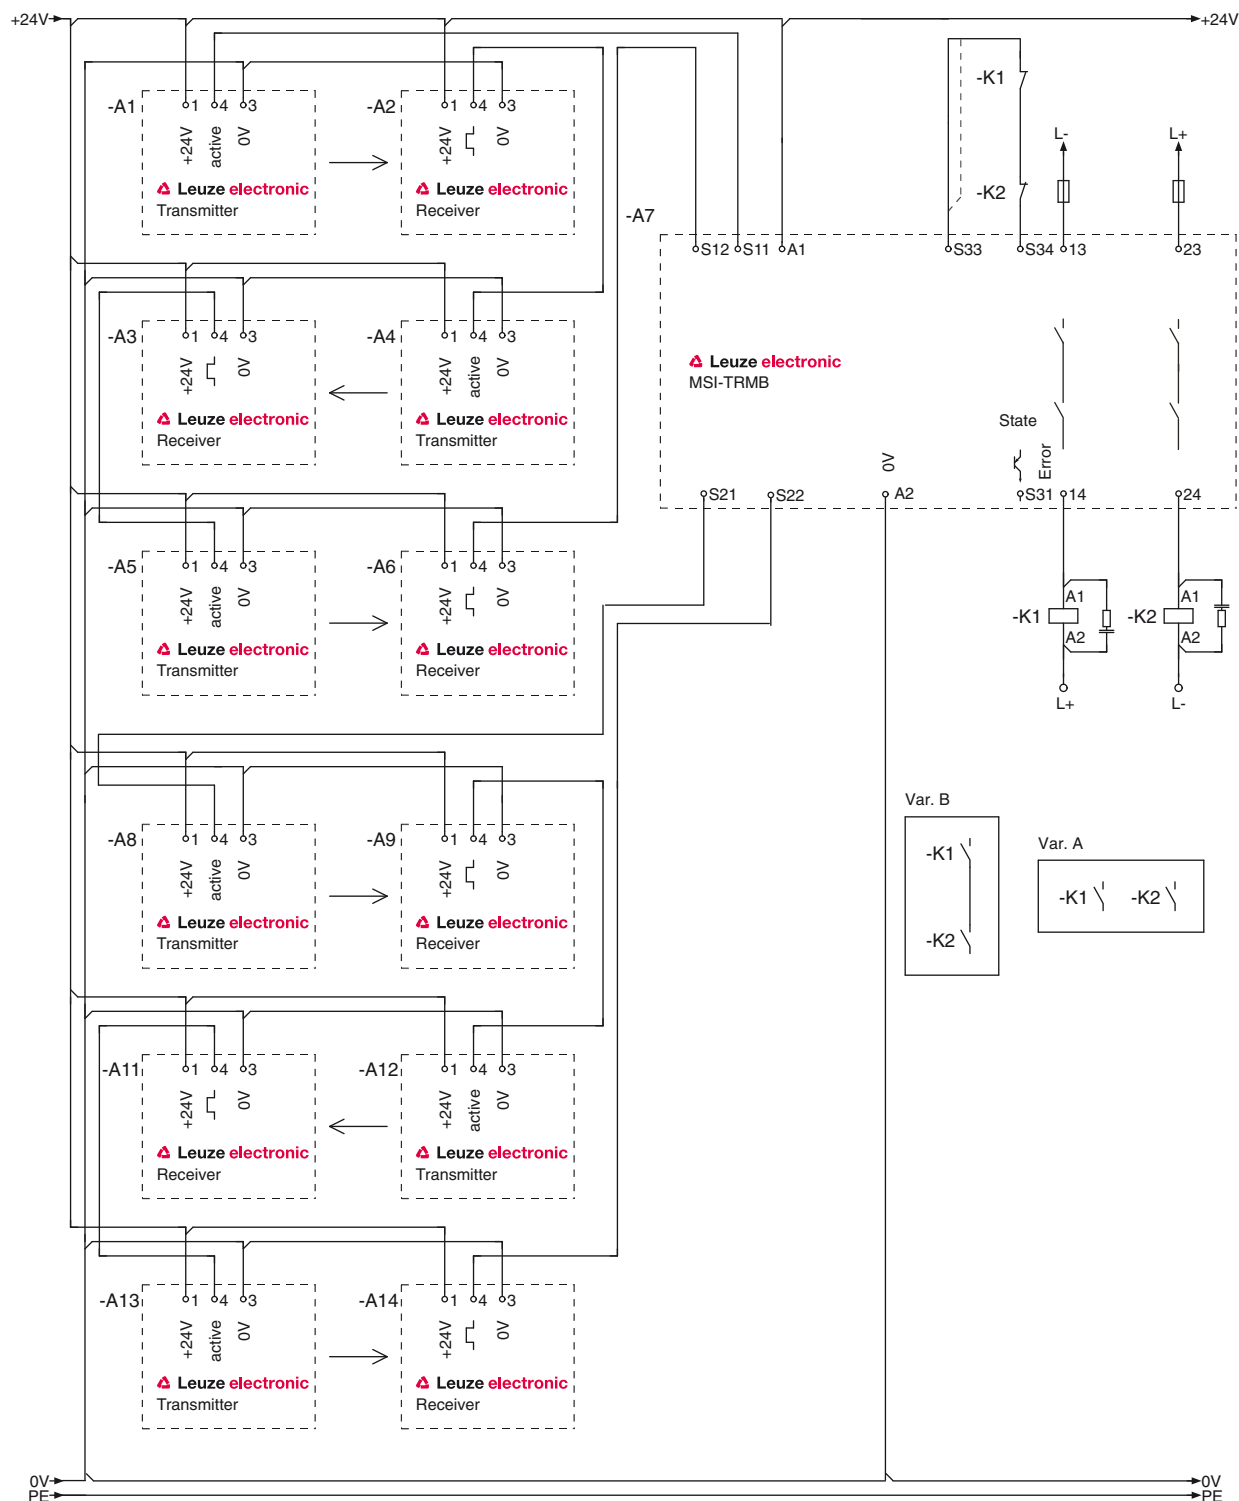 +24V
+24V
-A1
1 4 3
+24V
active
0V
Leuze electronic
Transmitter
-A2
1 4 3
+24V
0V
Leuze electronic
Receiver
-K1
-K2
L-
L+
-A7
S12 S11 A1 S33 S34 13 23
Leuze electronic
MSI-TRMB
State
Error
0V
S21 S22 A2 S31 14 24
-A3
1 4 3
+24V
0V
Leuze electronic
Receiver
-A4
1 4 3
+24V
active
0V
Leuze electronic
Transmitter
-A5
1 4 3
+24V
active
0V
Leuze electronic
Transmitter
-A6
1 4 3
+24V
0V
Leuze electronic
Receiver
-K1
A1
A2
L+
-K2
A1
A2
L-
-A8
1 4 3
+24V
active
0V
Leuze electronic
Transmitter
-A9
1 4 3
+24V
0V
Leuze electronic
Receiver
Var. B
-K1
-K2
Var. A
-K1 -K2
-A11
1 4 3
+24V
0V
Leuze electronic
Receiver
-A12
1 4 3
+24V
active
0V
Leuze electronic
Transmitter
-A13
1 4 3
+24V
active
0V
Leuze electronic
Transmitter
-A14
1 4 3
+24V
0V
Leuze electronic
Receiver
0V
0V
PE
PE